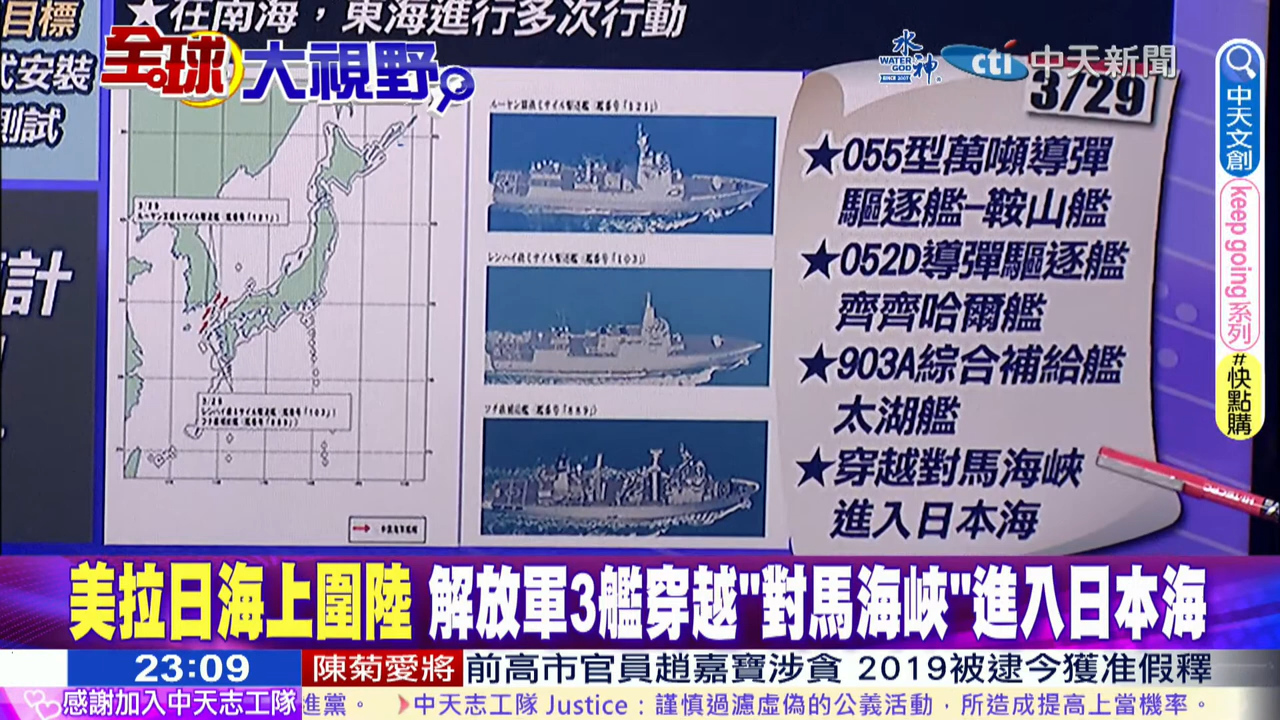 目標
式安裝
測試
★在南海，東海進行多次行動
全球大視野
水神
WATER GOD
SINCE 2007
cti 中天新聞
3/29
中天文創
keep going系列
#快點購
★055型萬噸導彈
驅逐艦-鞍山艦
★052D導彈驅逐艦
齊齊哈爾艦
★903A綜合補給艦
太湖艦
★穿越對馬海峽
進入日本海
計
美拉日海上圍陸 解放軍3艦穿越"對馬海峽"進入日本海
23:09
陳菊愛將 前高市官員趙嘉寶涉貪 2019被逮今獲准假釋
感謝加入中天志工隊
進黨。 中天志工隊 Justice：謹慎過濾虛偽的公義活動，所造成提高上當機率。